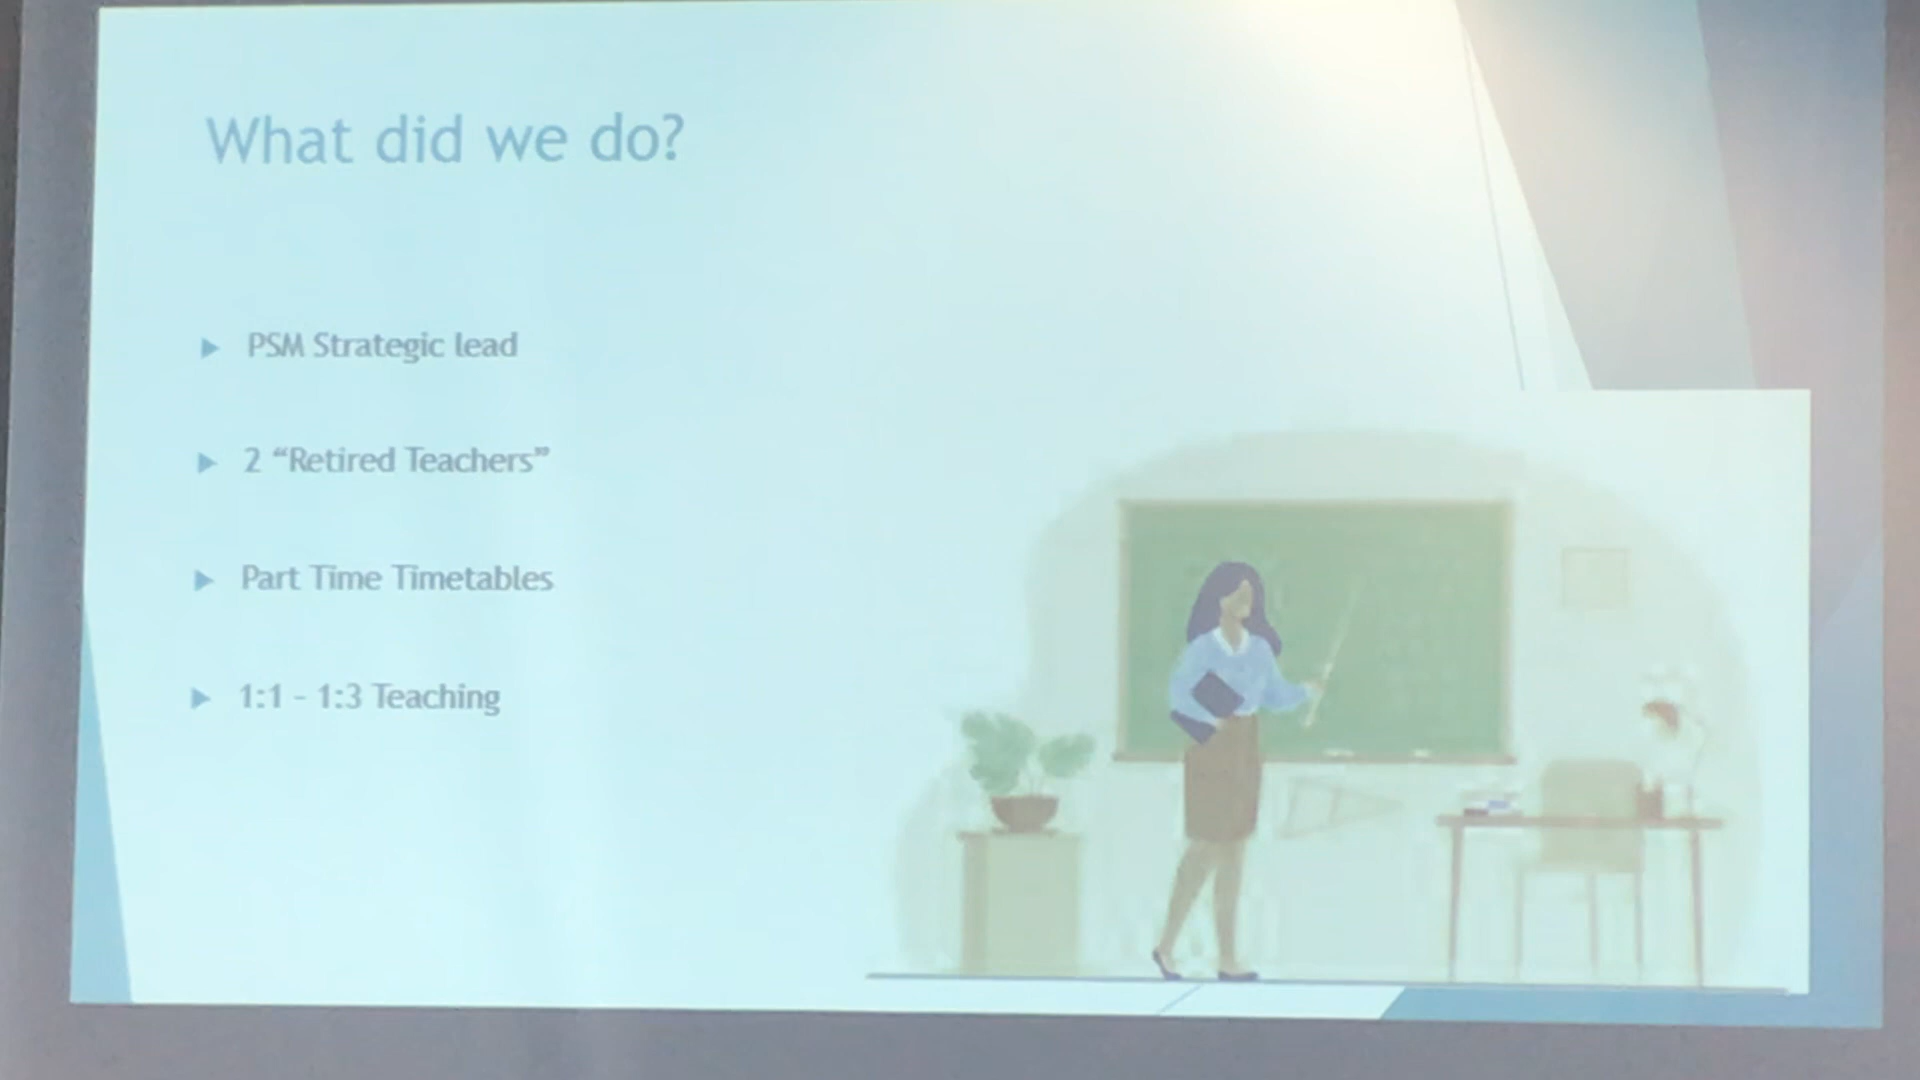 What did we do?
PSM Strategic lead
2 “Retired Teachers”
Part Time Timetables
1:1 - 1:3 Teaching